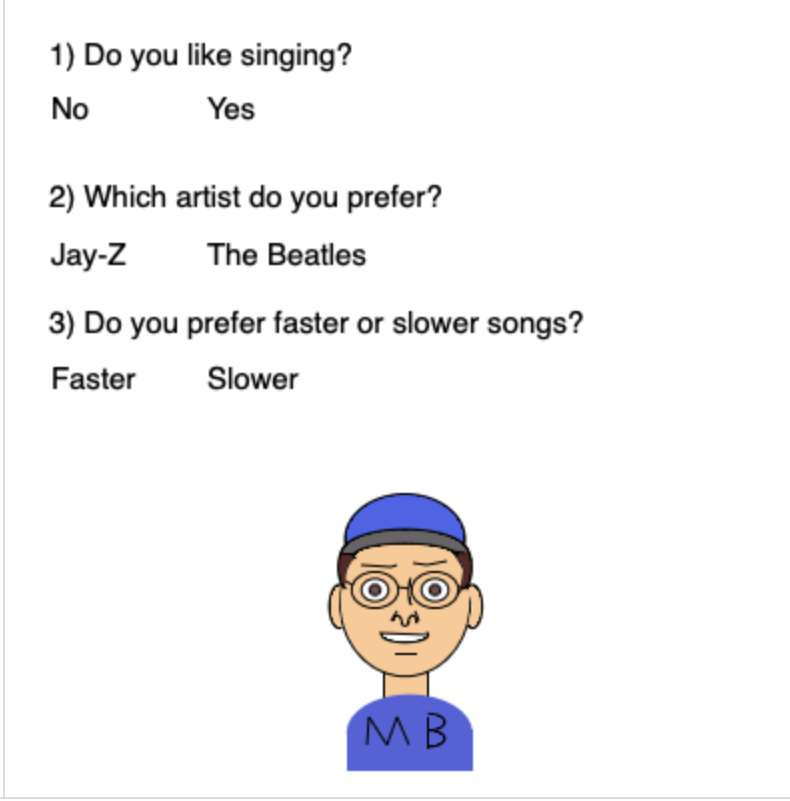 1) Do you like singing?
No Yes
2) Which artist do you prefer?
Jay-Z The Beatles
3) Do you prefer faster or slower songs?
Faster Slower
M B